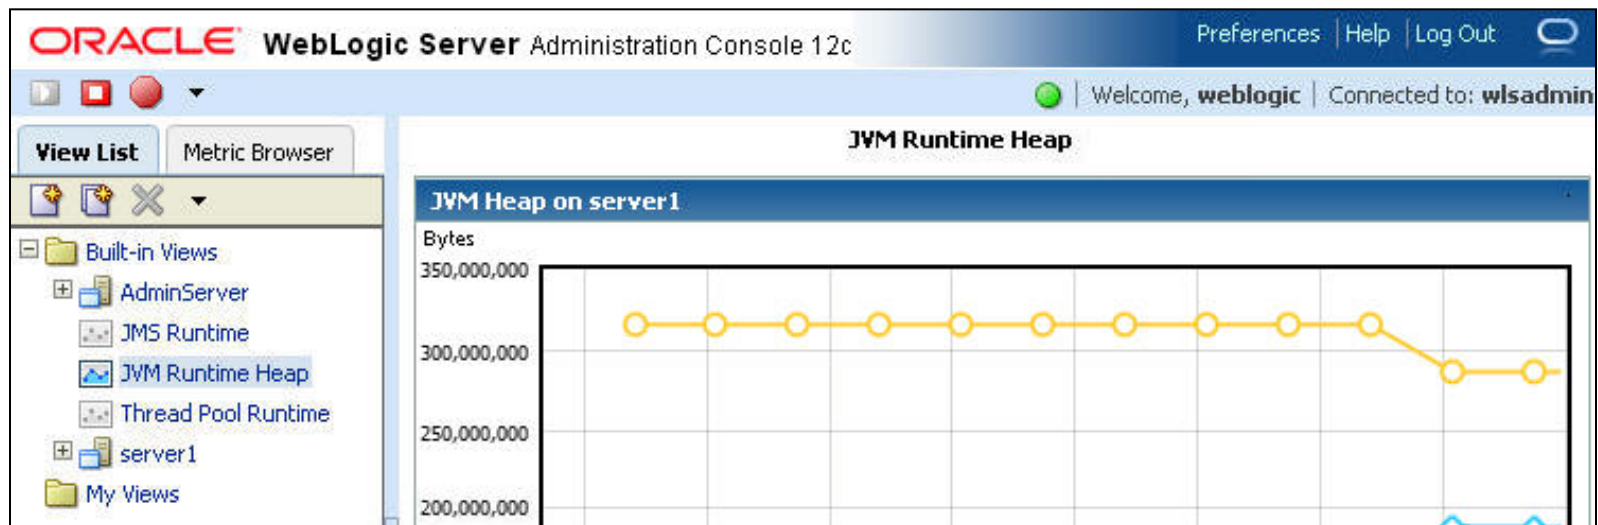 ORACLE WebLogic Server Administration Console 12c
Preferences | Help | Log Out
Welcome, weblogic | Connected to: wlsadmin
View List
Metric Browser
Built-in Views
AdminServer
JMS Runtime
JVM Runtime Heap
Thread Pool Runtime
server1
My Views
JVM Runtime Heap
JVM Heap on server1
Bytes
350,000,000
300,000,000
250,000,000
200,000,000